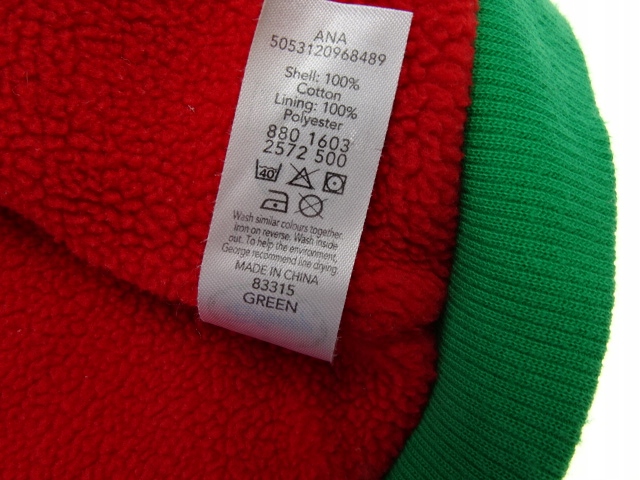 ANA
5053120968489
Shell: 100%
Cotton
Lining: 100%
Polyester
880 1603
2572 500
40°
Wash similar colours together.
Iron on reverse. Wash inside
out. To help the environment,
George recommend line drying.
MADE IN CHINA
83315
GREEN